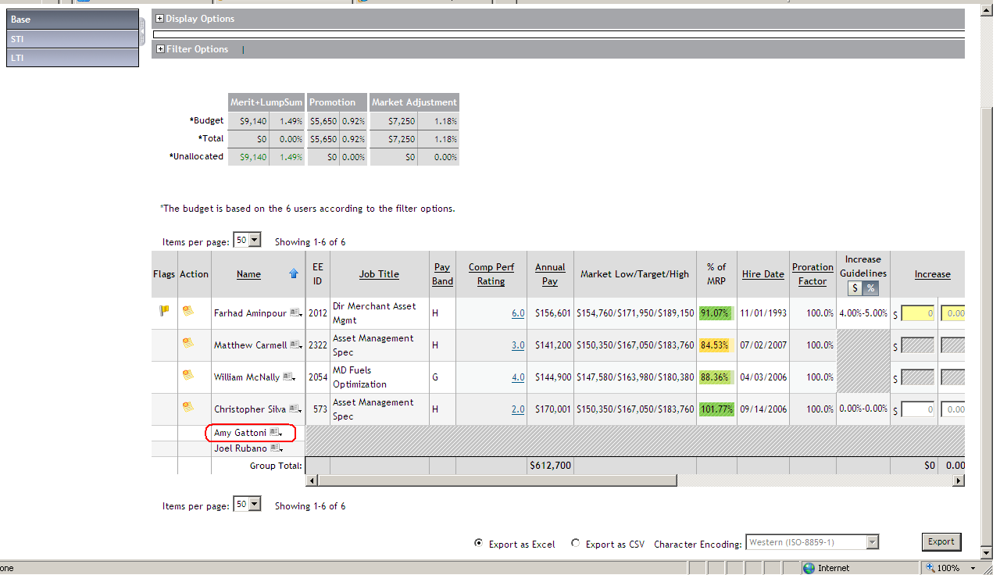 Base
STI
LTI
Display Options
Filter Options |
Merit+LumpSum Promotion Market Adjustment
*Budget $9,140 1.49% $5,650 0.92% $7,250 1.18%
*Total $0 0.00% $5,650 0.92% $7,250 1.18%
*Unallocated $9,140 1.49% $0 0.00% $0 0.00%
*The budget is based on the 6 users according to the filter options.
Items per page: 50 Showing 1-6 of 6
Flags Action Name EE ID Job Title Pay Band Comp Perf Rating Annual Pay Market Low/Target/High % of MRP Hire Date Proration Factor Increase Guidelines $ % Increase
Farhad Aminpour 2012 Dir Merchant Asset Mgmt H 6.0 $156,601 $154,760/$171,950/$189,150 91.07% 11/01/1993 100.0% 4.00%-5.00% $ 0 0.00
Matthew Carmell 2322 Asset Management Spec H 3.0 $141,200 $150,350/$167,050/$183,760 84.53% 07/02/2007 100.0% $
William McNally 2054 MD Fuels Optimization G 4.0 $144,900 $147,580/$163,980/$180,380 88.36% 04/03/2006 100.0% $
Christopher Silva 573 Asset Management Spec H 2.0 $170,001 $150,350/$167,050/$183,760 101.77% 09/14/2006 100.0% 0.00%-0.00% $ 0 0.00
Amy Gattoni
Joel Rubano
Group Total: $612,700 $0 0.00
Items per page: 50 Showing 1-6 of 6
Export as Excel Export as CSV Character Encoding: Western (ISO-8859-1) Export
one Internet 100%